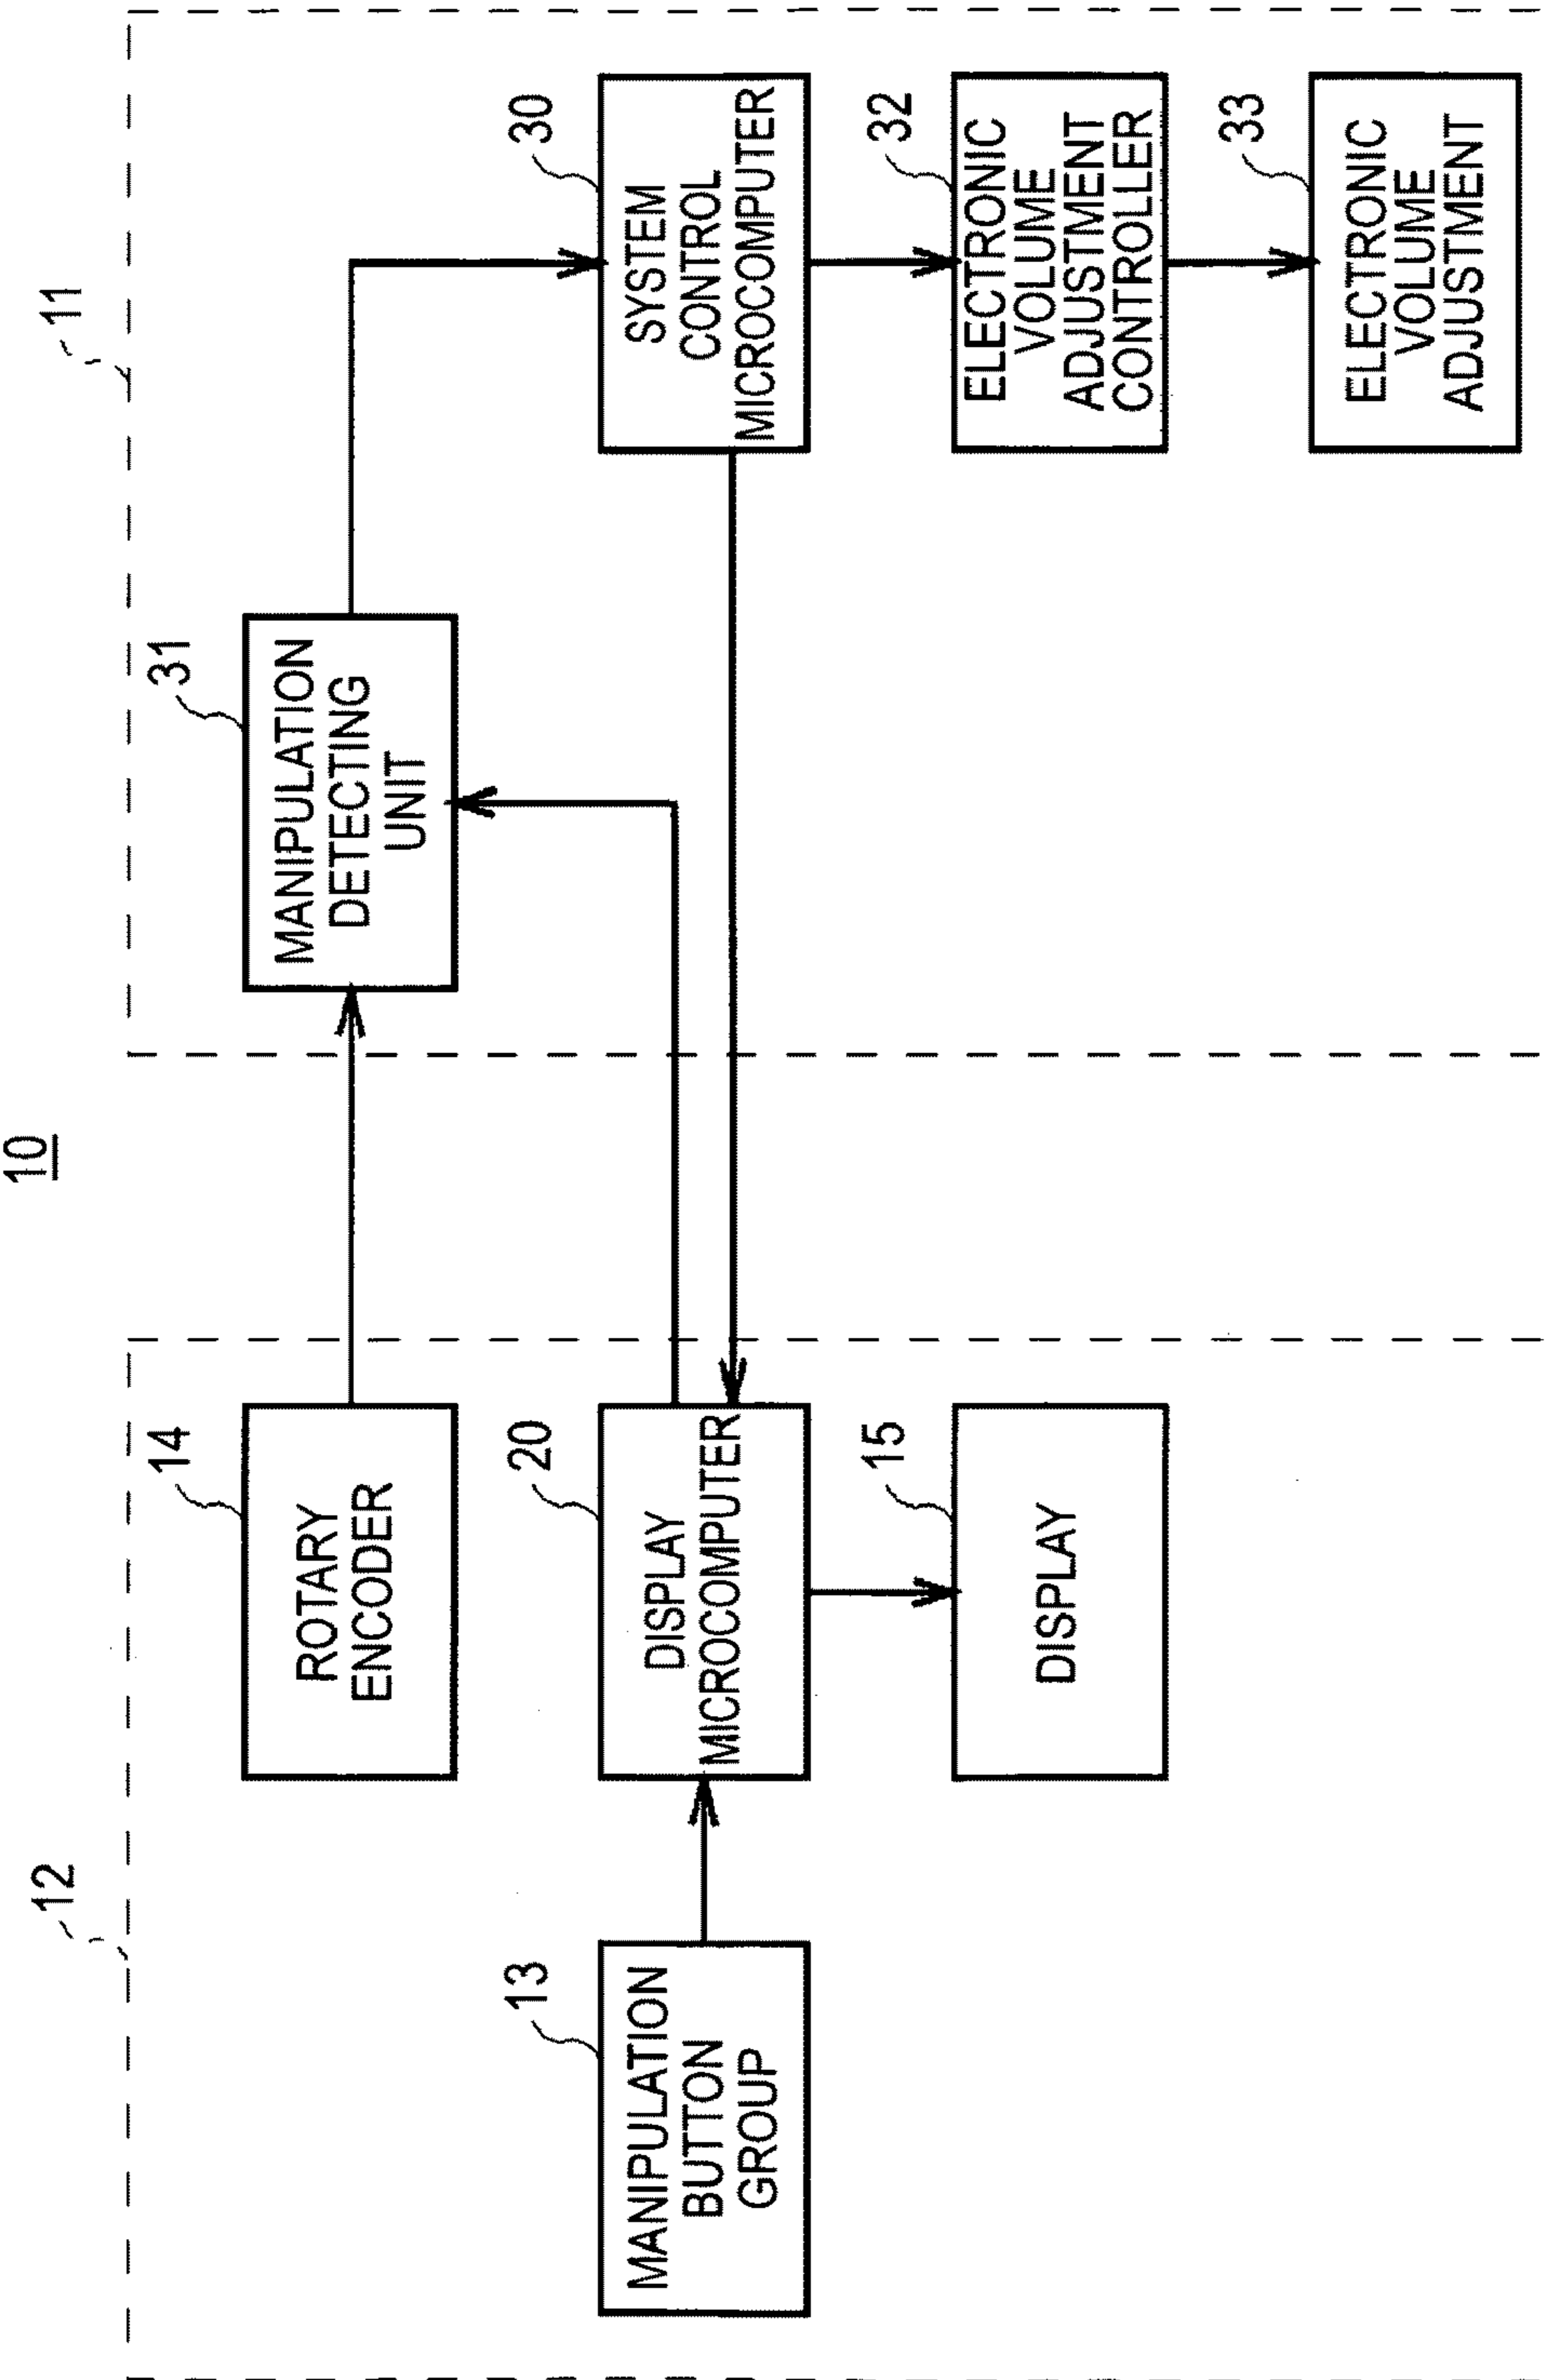 10
12
11
14
ROTARY
ENCODER
31
MANIPULATION
DETECTING
UNIT
13
MANIPULATION
BUTTON
GROUP
20
DISPLAY
MICROCOMPUTER
30
SYSTEM
CONTROL
MICROCOMPUTER
15
DISPLAY
32
ELECTRONIC
VOLUME
ADJUSTMENT
CONTROLLER
33
ELECTRONIC
VOLUME
ADJUSTMENT